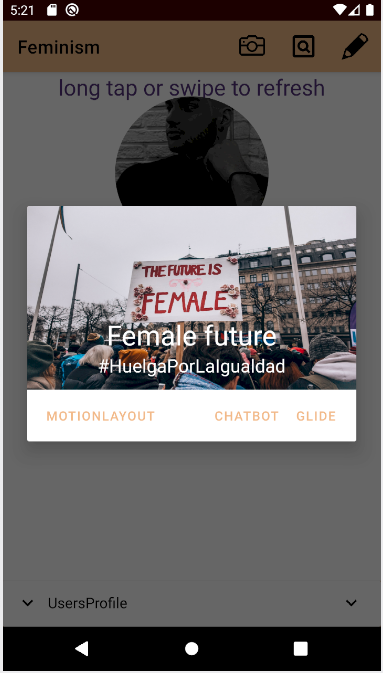 5:21
Feminism
long tap or swipe to refresh
THE FUTURE IS
FEMALE
Female future
#HuelgaPorLaIgualdad
MOTIONLAYOUT CHATBOT GLIDE
UsersProfile